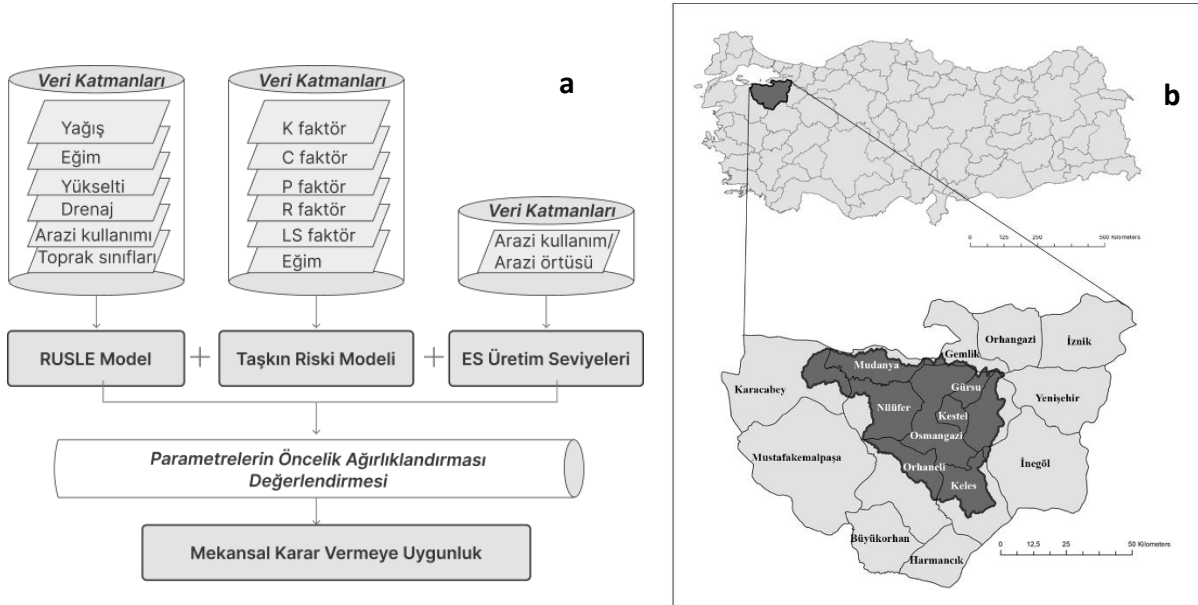 a
Veri Katmanları
Yağış
Eğim
Yükselti
Drenaj
Arazi kullanımı
Toprak sınıfları
Veri Katmanları
K faktör
C faktör
P faktör
R faktör
LS faktör
Eğim
Veri Katmanları
Arazi kullanım/
Arazi örtüsü
RUSLE Model
+
Taşkın Riski Modeli
+
ES Üretim Seviyeleri
Parametrelerin Öncelik Ağırlıklandırması
Değerlendirmesi
Mekansal Karar Vermeye Uygunluk
b
0 125 250 500 Kilometers
Gemlik
Orhangazi
İznik
Mudanya
Karacabey
Gürsu
Yenişehir
Nilüfer
Kestel
Osmangazi
Mustafakemalpaşa
Orhaneli
İnegöl
Keles
Büyükorhan
Harmancık
0 12,5 25 50 Kilometers